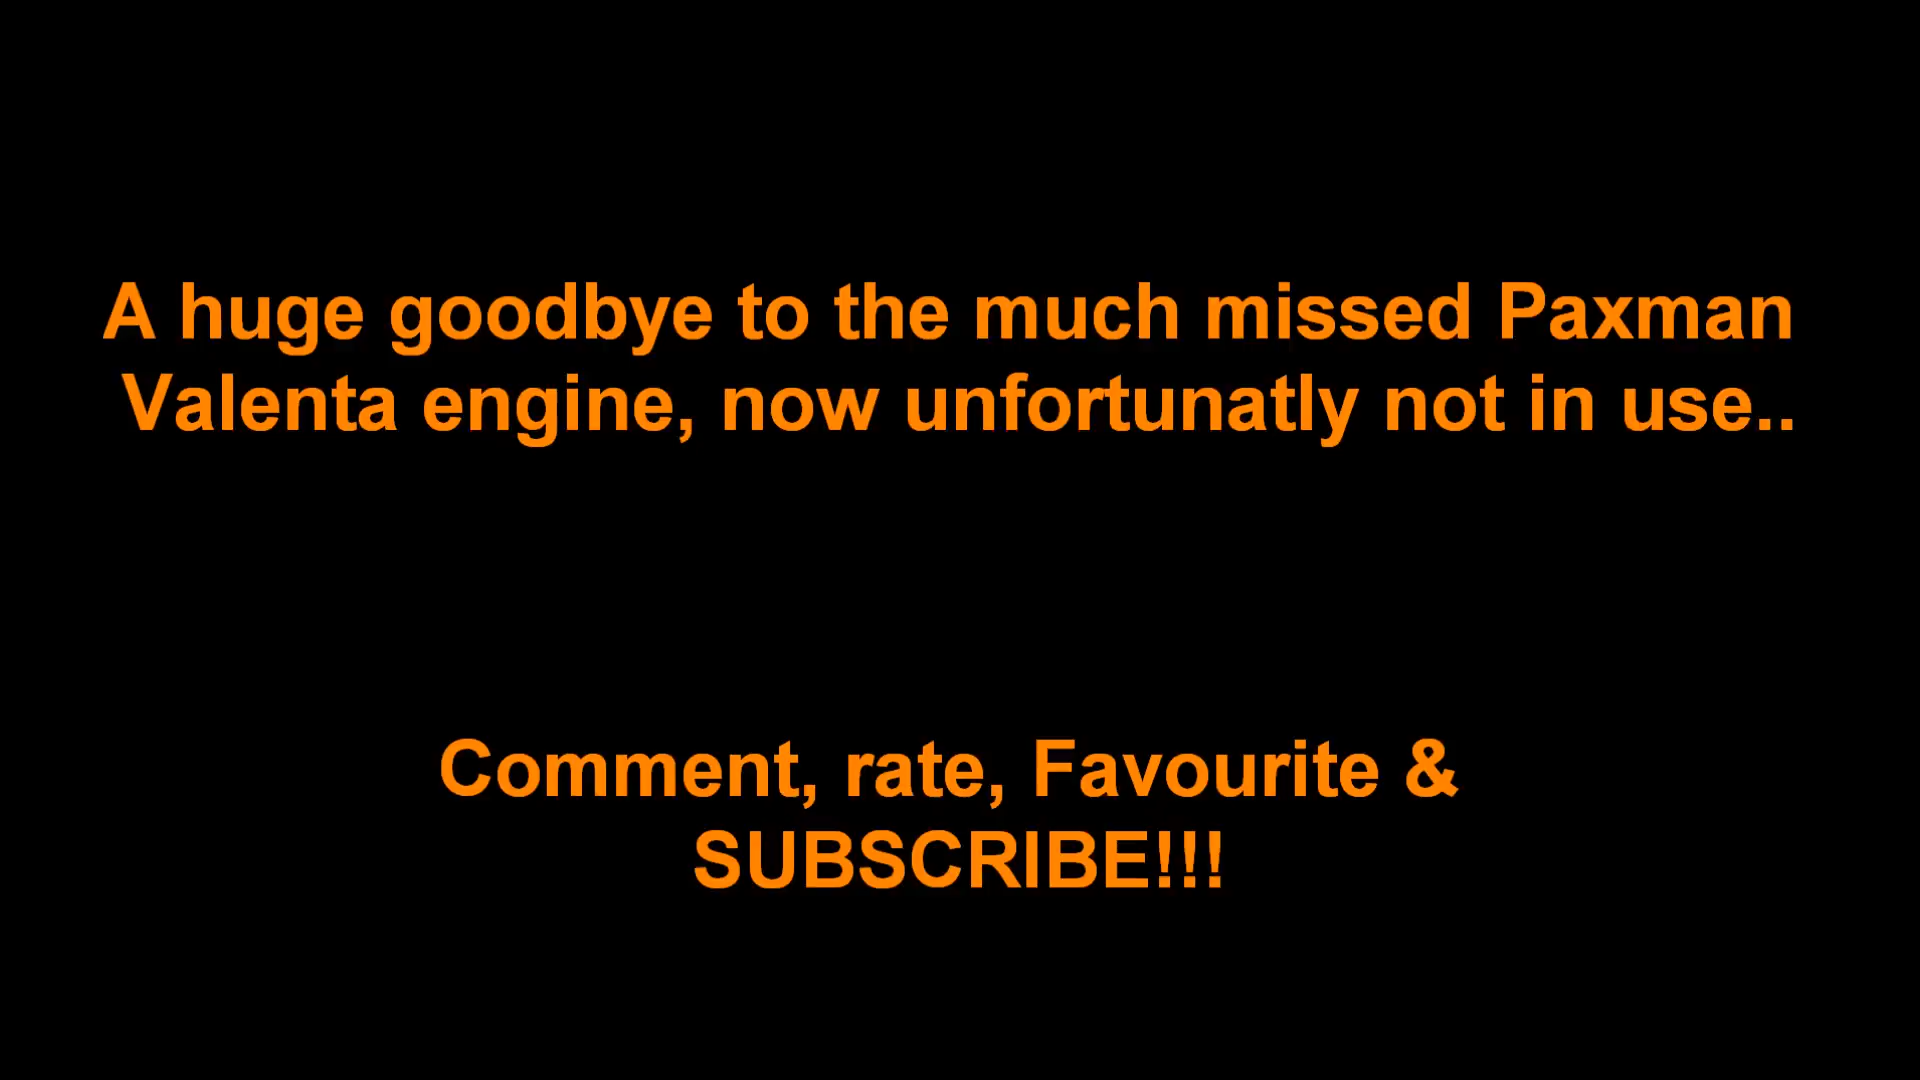 A huge goodbye to the much missed Paxman
Valenta engine, now unfortunatly not in use..
Comment, rate, Favourite &
SUBSCRIBE!!!